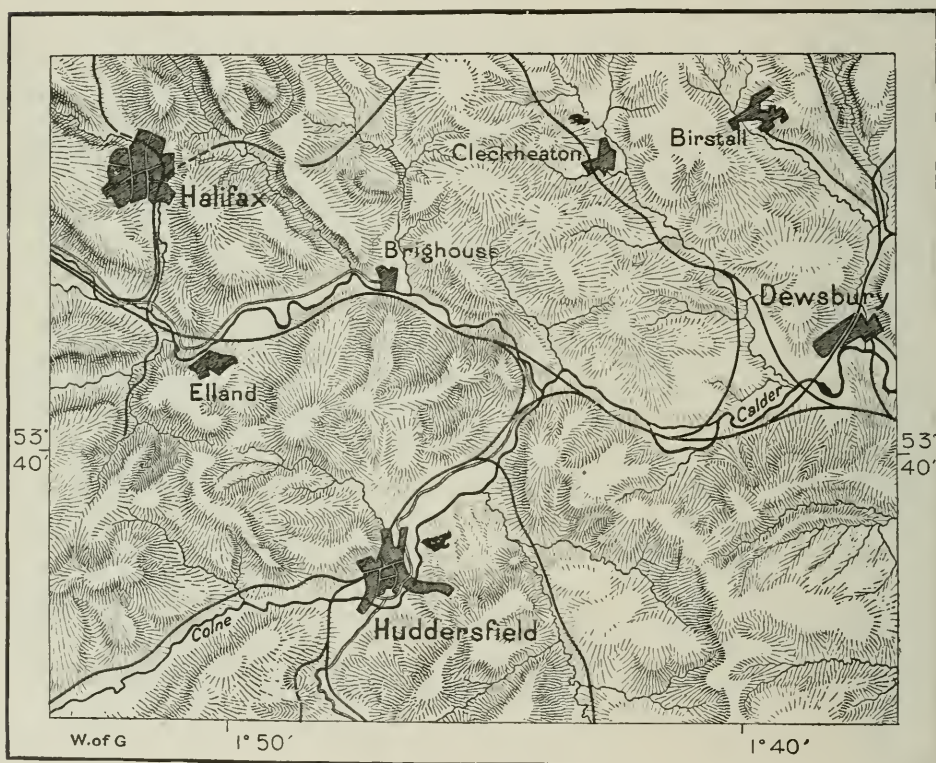 Birstall
Cleckheaton
Halifax
Brighouse
Dewsbury
Elland
Calder
53°
40'
53°
40'
Colne
Huddersfield
W.of G
1°50'
1°40'